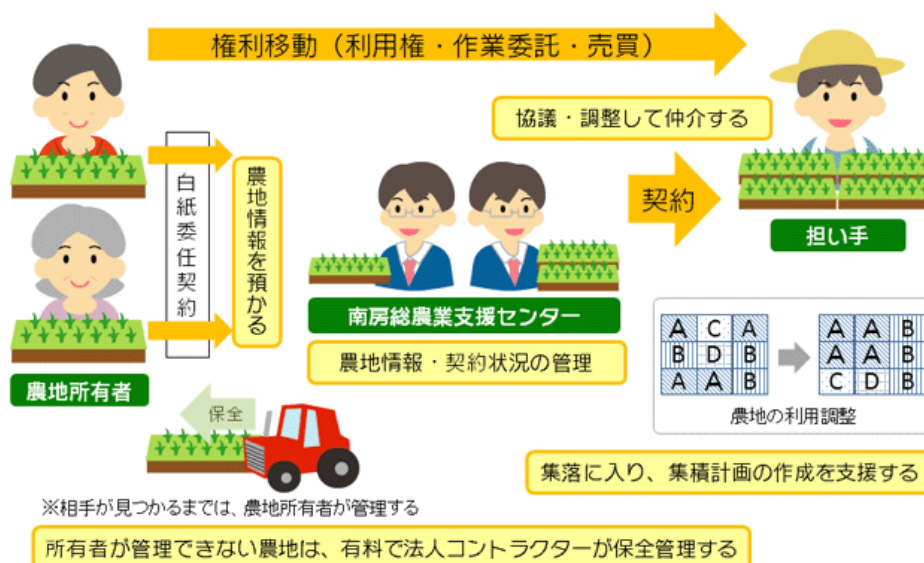 権利移動（利用権・作業委託・売買）
協議・調整して仲介する
白紙委任契約
農地情報を預かる
契約
担い手
南房総農業支援センター
農地情報・契約状況の管理
農地所有者
保全
A C A
B D B
A A B
A A B
A A B
C D B
農地の利用調整
集落に入り、集積計画の作成を支援する
※相手が見つかるまでは、農地所有者が管理する
所有者が管理できない農地は、有料で法人コントラクターが保全管理する